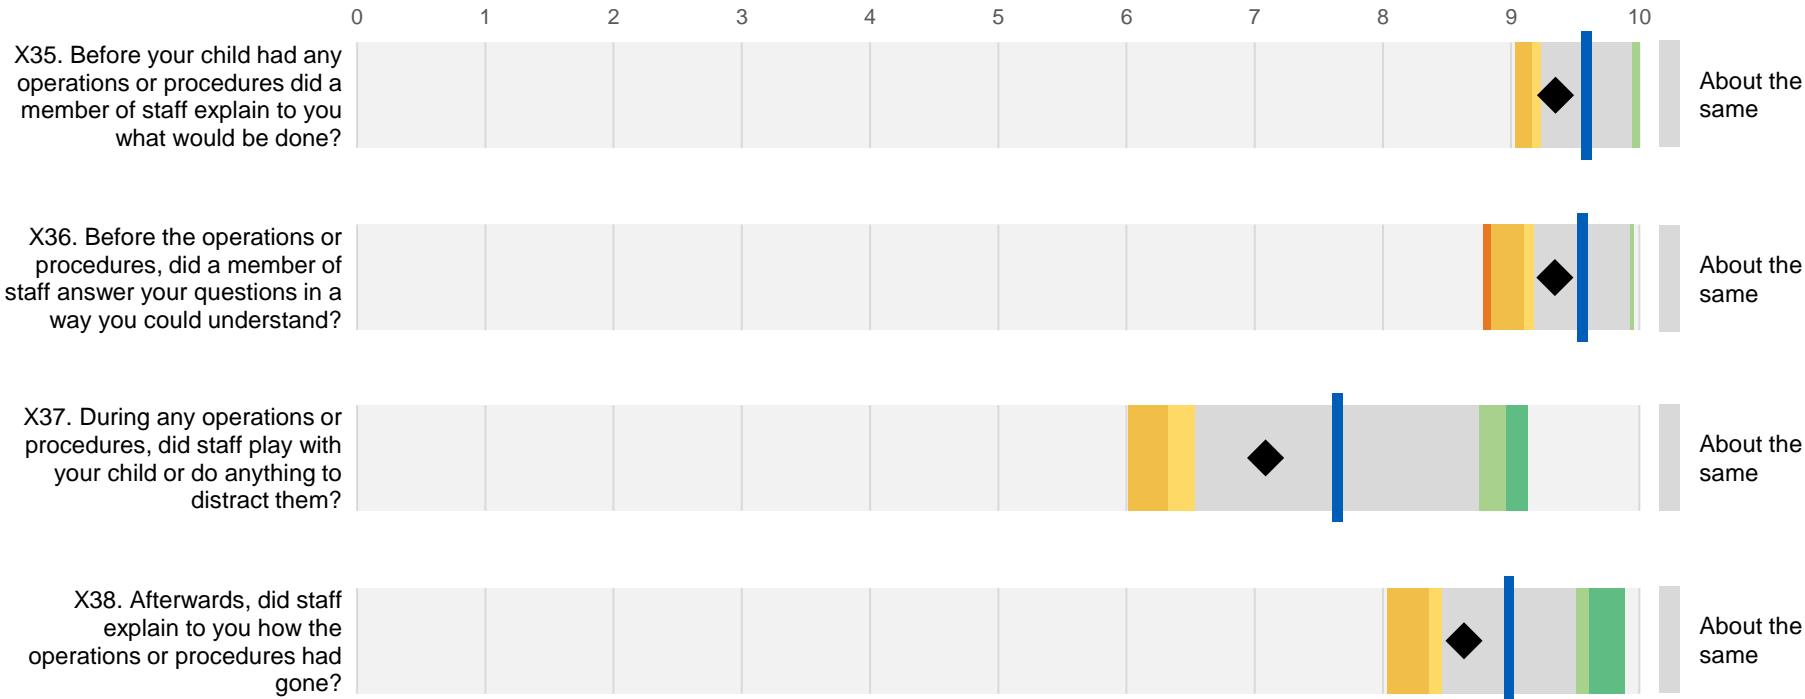 0 1 2 3 4 5 6 7 8 9 10
X35. Before your child had any
operations or procedures did a
member of staff explain to you
what would be done?
About the
same
X36. Before the operations or
procedures, did a member of
staff answer your questions in a
way you could understand?
About the
same
X37. During any operations or
procedures, did staff play with
your child or do anything to
distract them?
About the
same
X38. Afterwards, did staff
explain to you how the
operations or procedures had
gone?
About the
same